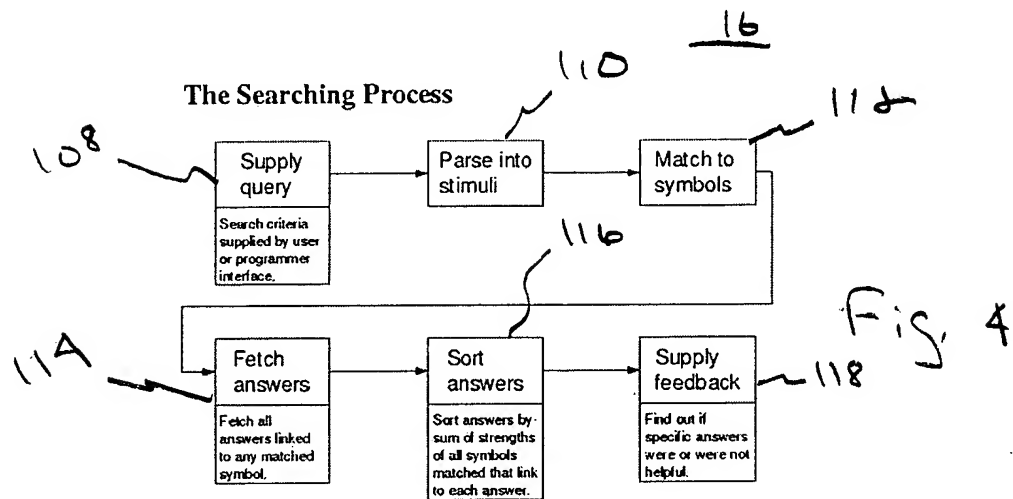 16
110
The Searching Process
112
108
Supply
query
Search criteria
supplied by user
or programmer
interface.
Parse into
stimuli
Match to
symbols
116
Fig. 4
114
Fetch
answers
Fetch all
answers linked
to any matched
symbol.
Sort
answers
Sort answers by
sum of strengths
of all symbols
matched that link
to each answer.
Supply
feedback
Find out if
specific answers
were or were not
helpful.
118